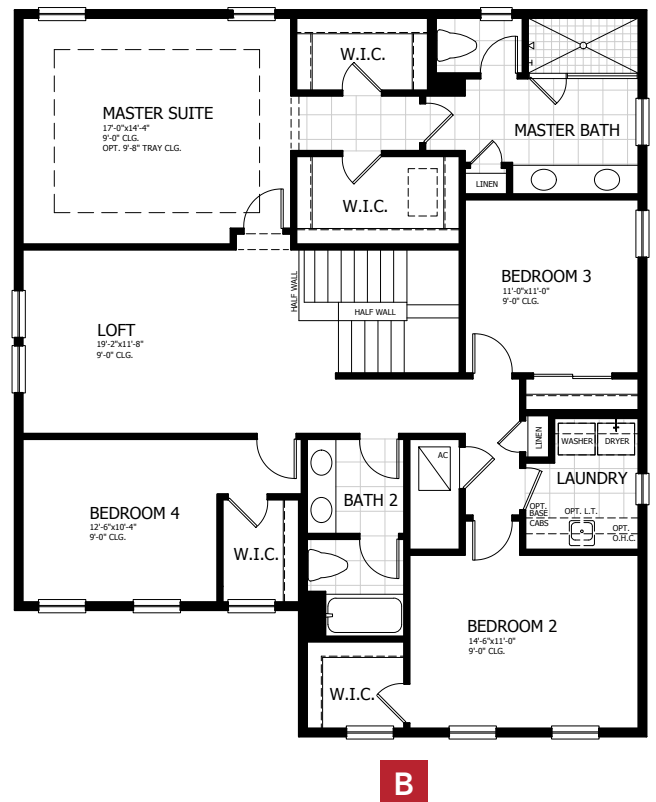 W.I.C.
MASTER SUITE
17'-0"x14'-4"
9'-0" CLG.
OPT. 9'-8" TRAY CLG.
MASTER BATH
LINEN
W.I.C.
BEDROOM 3
11'-0"x11'-0"
9'-0" CLG.
HALF WALL
HALF WALL
LOFT
19'-2"x11'-8"
9'-0" CLG.
LINEN
WASHER
DRYER
AC
LAUNDRY
BATH 2
BEDROOM 4
12'-6"x10'-4"
9'-0" CLG.
OPT.
BASE
CABS
OPT. L.T.
OPT.
O.H.C.
W.I.C.
BEDROOM 2
14'-6"x11'-0"
9'-0" CLG.
W.I.C.
B